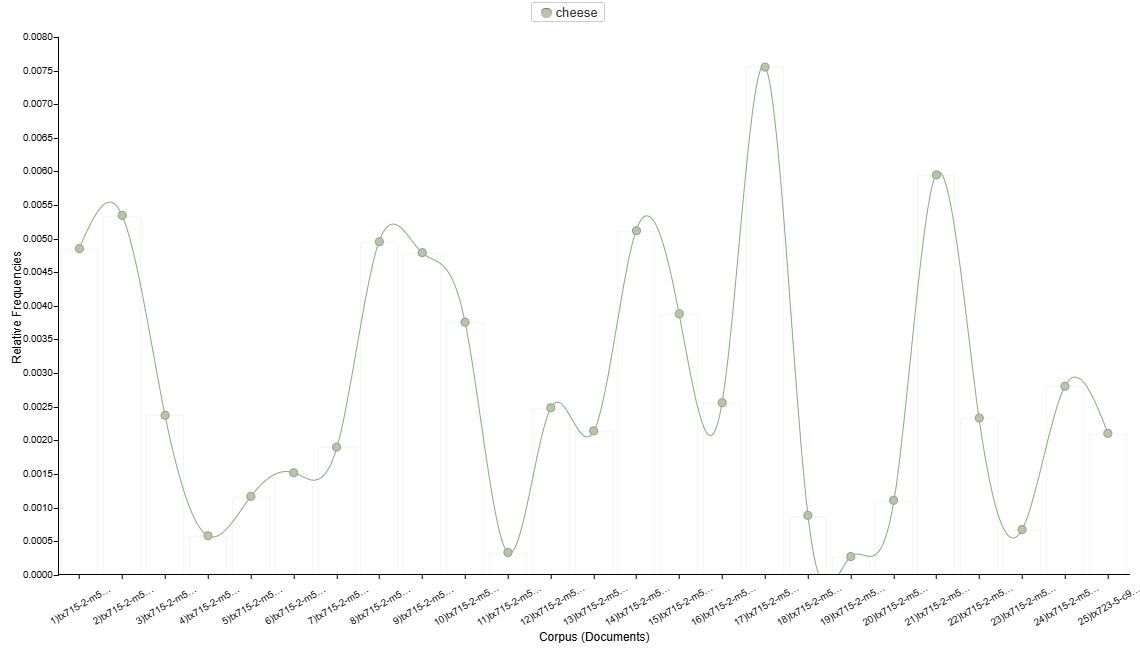 cheese
0.0080
0.0075
0.0070
0.0065
0.0060
0.0055
0.0050
0.0045
0.0040
0.0035
0.0030
0.0025
0.0020
0.0015
0.0010
0.0005
0.0000
Relative Frequencies
1)tx715-2-m5…
2)tx715-2-m5…
3)tx715-2-m5…
4)tx715-2-m5…
5)tx715-2-m5…
6)tx715-2-m5…
7)tx715-2-m5…
8)tx715-2-m5…
9)tx715-2-m5…
10)tx715-2-m5…
11)tx715-2-m5…
12)tx715-2-m5…
13)tx715-2-m5…
14)tx715-2-m5…
15)tx715-2-m5…
16)tx715-2-m5…
17)tx715-2-m5…
18)tx715-2-m5…
19)tx715-2-m5…
20)tx715-2-m5…
21)tx715-2-m5…
22)tx715-2-m5…
23)tx715-2-m5…
24)tx715-2-m5…
25)tx723-5-c9…
Corpus (Documents)